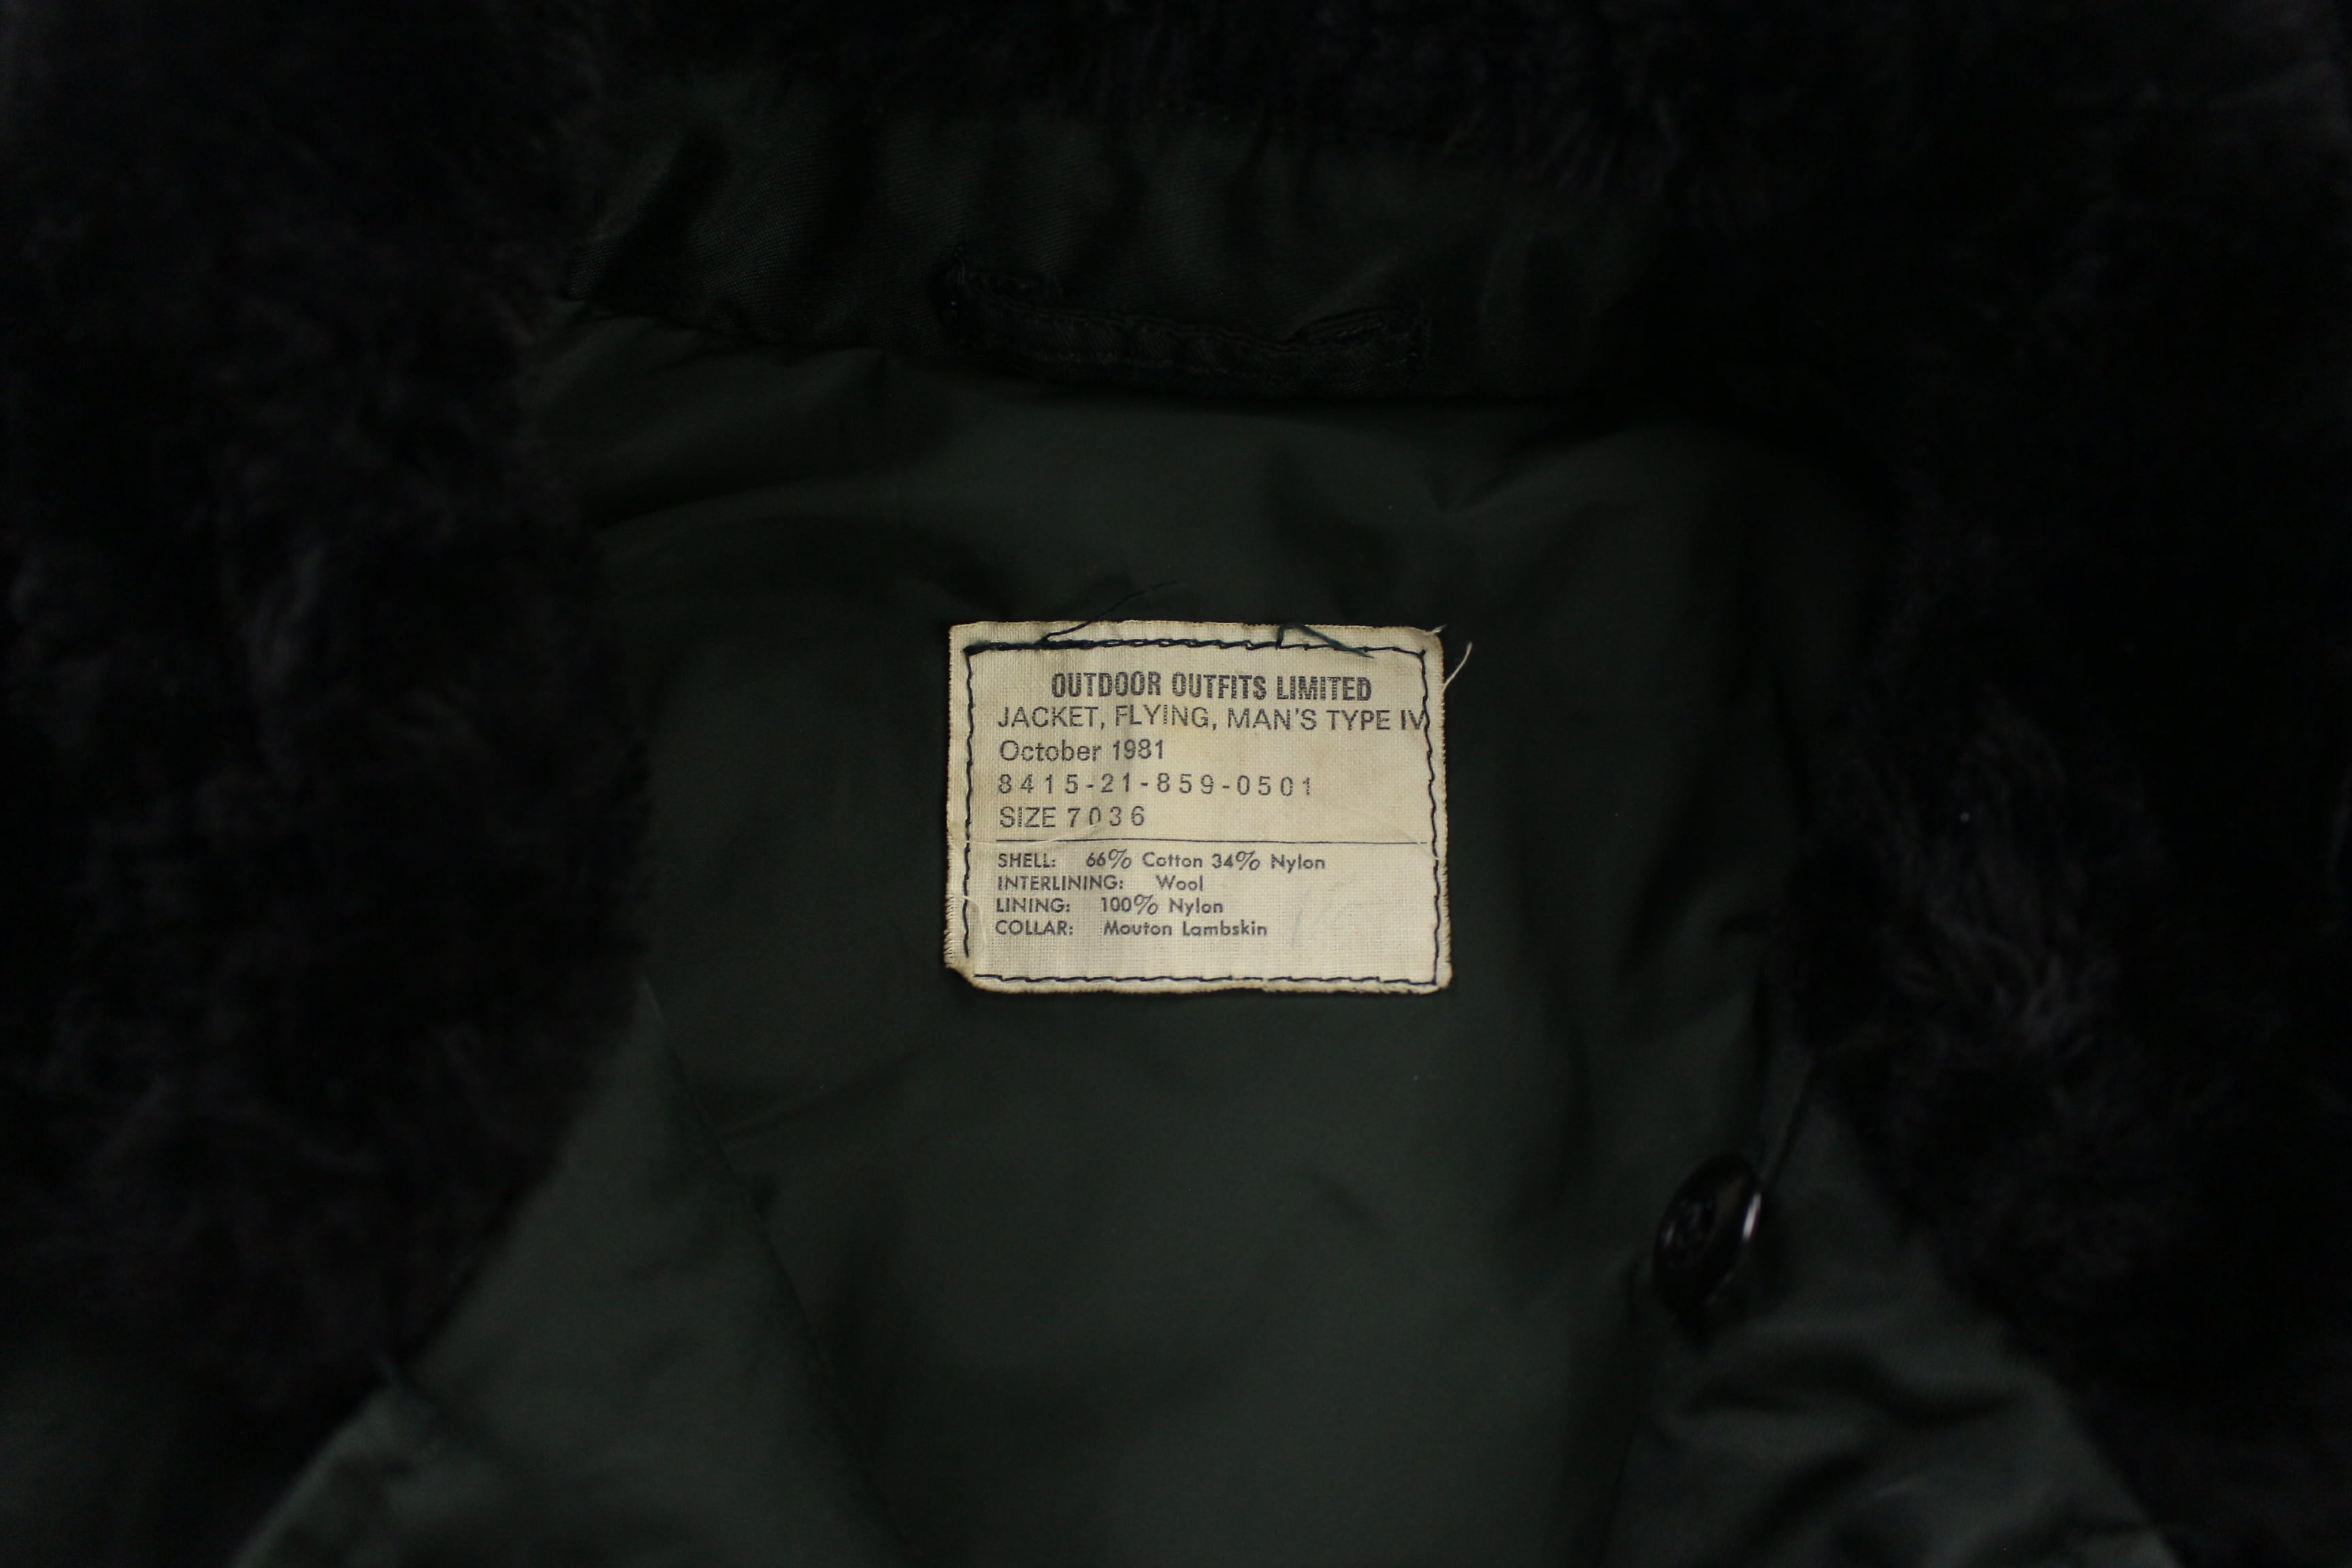 OUTDOOR OUTFITS LIMITED
JACKET, FLYING, MAN'S TYPE IV
October 1981
8415-21-859-0501
SIZE 7036
SHELL: 66% Cotton 34% Nylon
INTERLINING: Wool
LINING: 100% Nylon
COLLAR: Mouton Lambskin